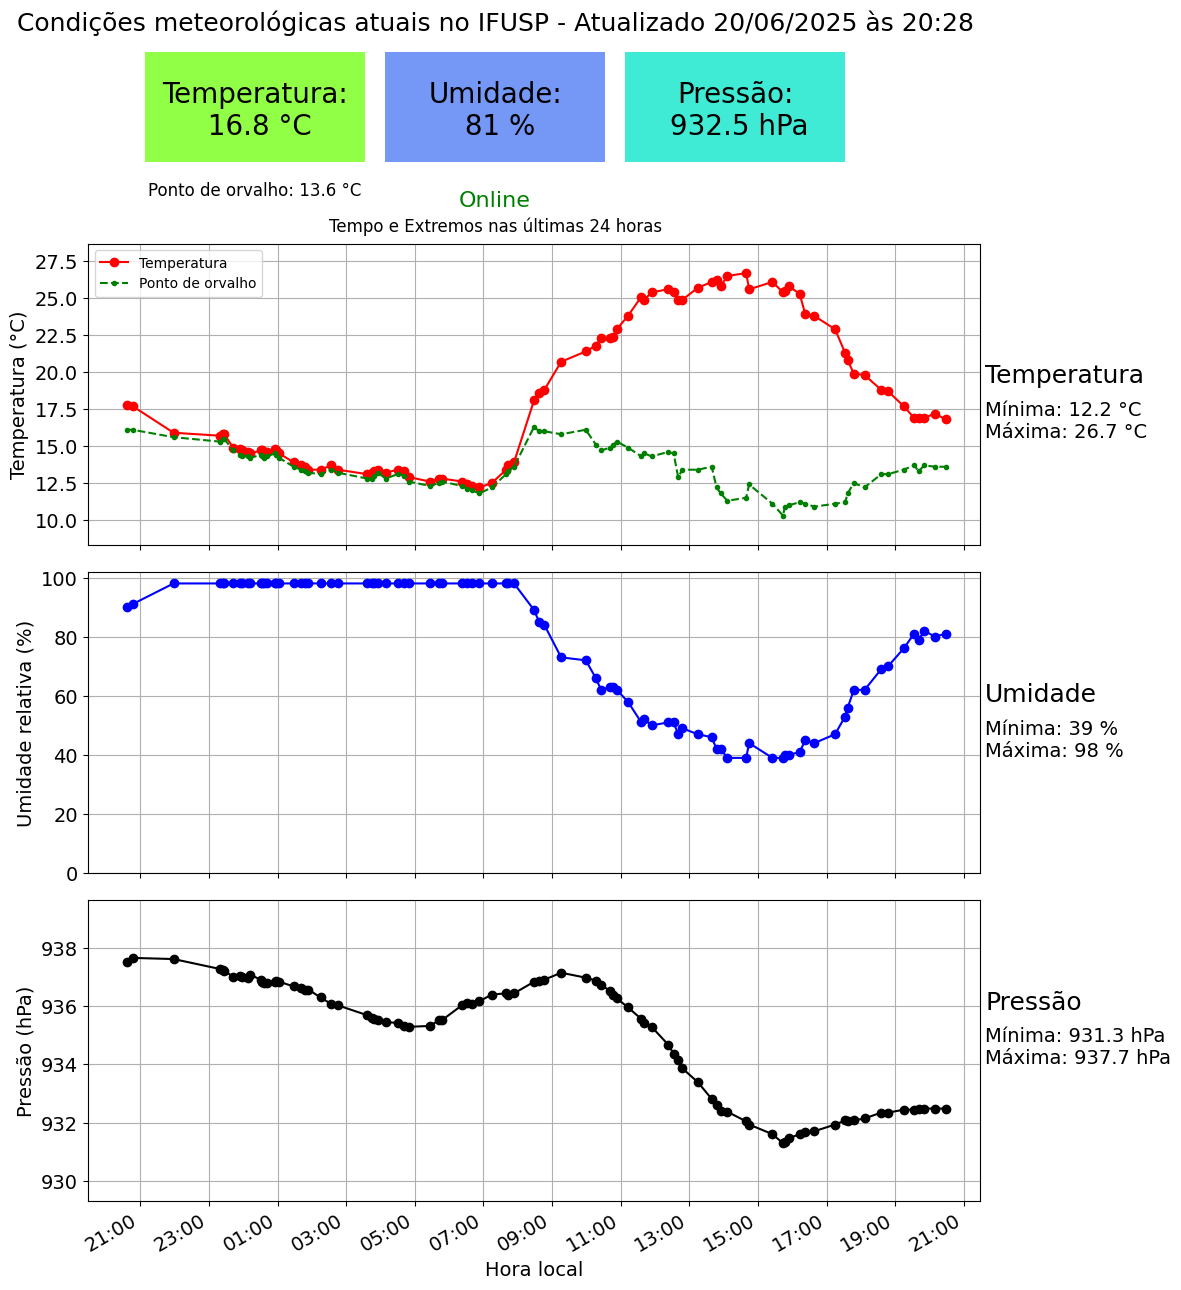 Condições meteorológicas atuais no IFUSP - Atualizado 20/06/2025 às 20:28
Temperatura:
16.8 °C
Umidade:
81 %
Pressão:
932.5 hPa
Ponto de orvalho: 13.6 °C
Online
Tempo e Extremos nas últimas 24 horas
Temperatura (°C)
27.5
25.0
22.5
20.0
17.5
15.0
12.5
10.0
Temperatura
Ponto de orvalho
Temperatura
Mínima: 12.2 °C
Máxima: 26.7 °C
Umidade relativa (%)
100
80
60
40
20
0
Umidade
Mínima: 39 %
Máxima: 98 %
Pressão (hPa)
938
936
934
932
930
Pressão
Mínima: 931.3 hPa
Máxima: 937.7 hPa
21:00 23:00 01:00 03:00 05:00 07:00 09:00 11:00 13:00 15:00 17:00 19:00 21:00
Hora local